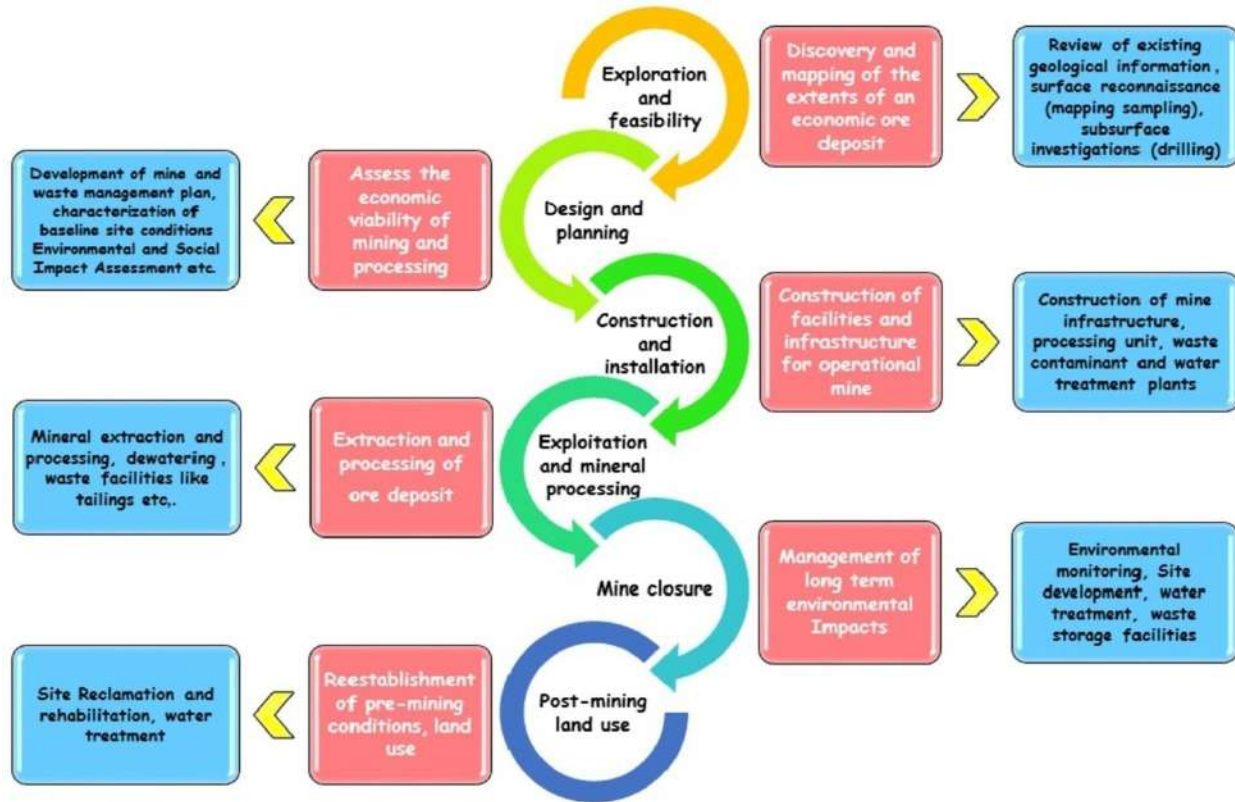 Exploration
and
feasibility
Discovery and
mapping of the
extents of an
economic ore
deposit
Review of existing
geological information ,
surface reconnaissance
(mapping sampling),
subsurface
investigations (drilling)
Design and
planning
Assess the
economic
viability of
mining and
processing
Development of mine and
waste management plan,
characterization of
baseline site conditions
Environmental and Social
Impact Assessment etc.
Construction
and
installation
Construction of
facilities and
infrastructure
for operational
mine
Construction of mine
infrastructure,
processing unit, waste
contaminant and water
treatment plants
Exploitation
and mineral
processing
Extraction and
processing of
ore deposit
Mineral extraction and
processing, dewatering ,
waste facilities like
tailings etc,.
Mine closure
Management of
long term
environmental
Impacts
Environmental
monitoring, Site
development, water
treatment, waste
storage facilities
Post-mining
land use
Reestablishment
of pre-mining
conditions, land
use
Site Reclamation and
rehabilitation, water
treatment